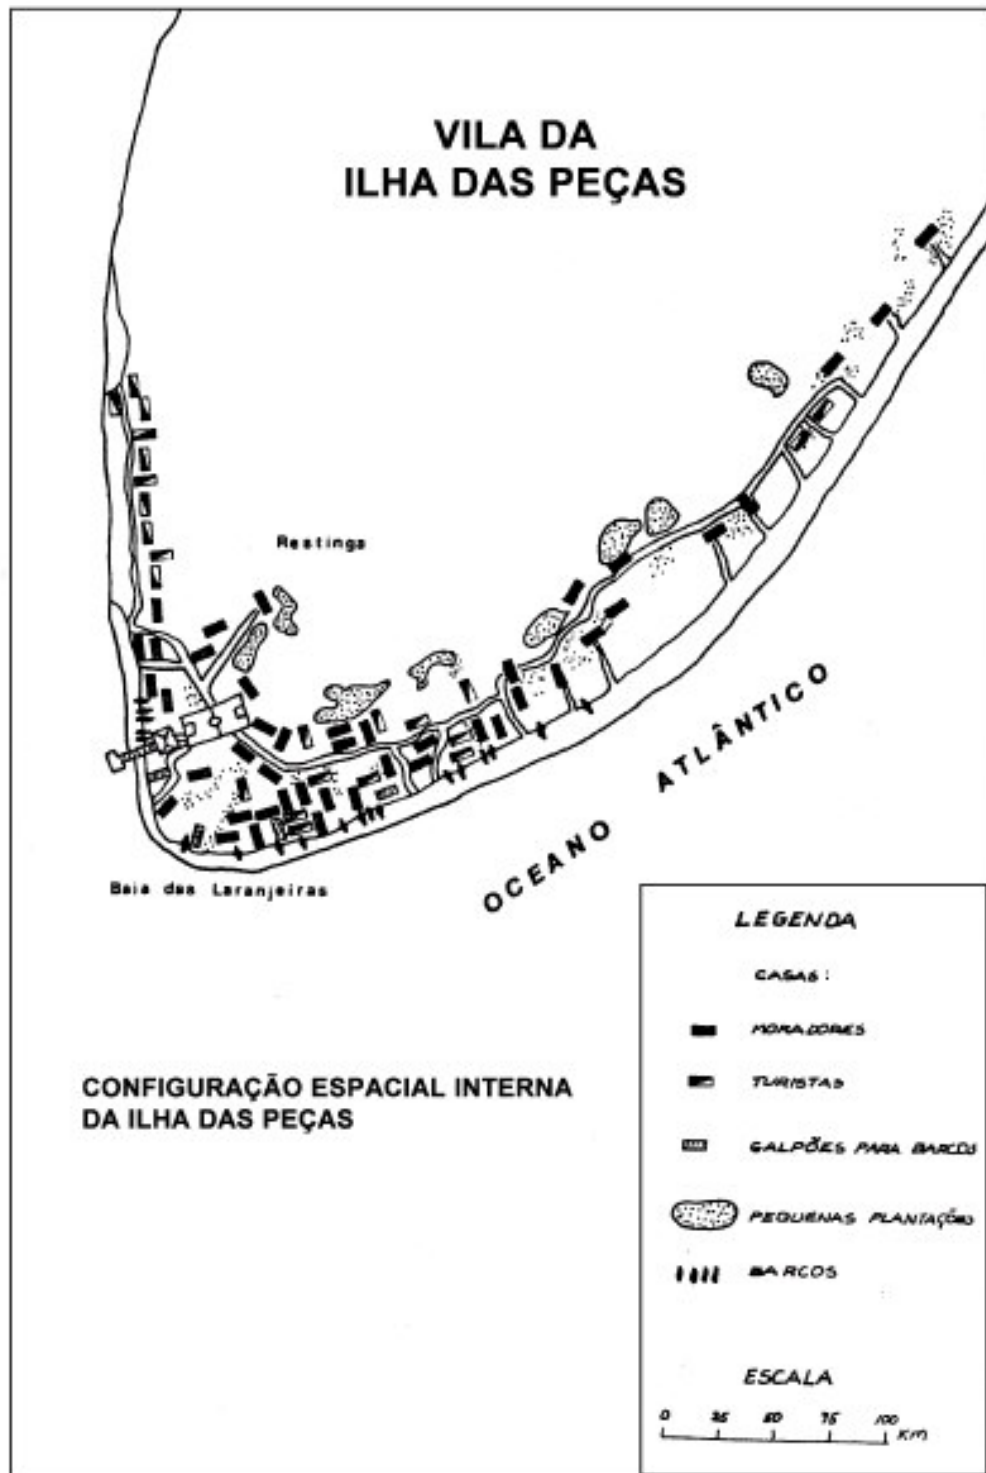 VILA DA
ILHA DAS PEÇAS
Restinga
OCEANO ATLÂNTICO
Baia das Laranjeiras
CONFIGURAÇÃO ESPACIAL INTERNA
DA ILHA DAS PEÇAS
LEGENDA
CASAS:
MORADORES
TURISTAS
GALPÕES PARA BARCOS
PEQUENAS PLANTAÇÕES
BARCOS
ESCALA
0 25 50 75 100
KM